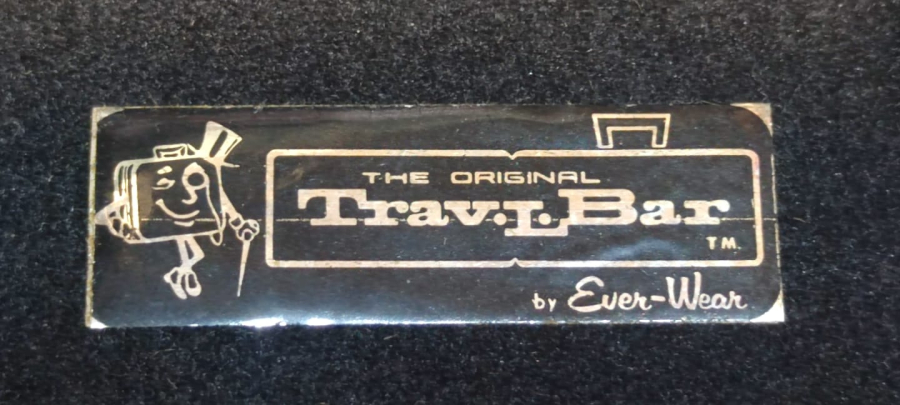 THE ORIGINAL
Trav.L.Bar
TM.
by Ever-Wear